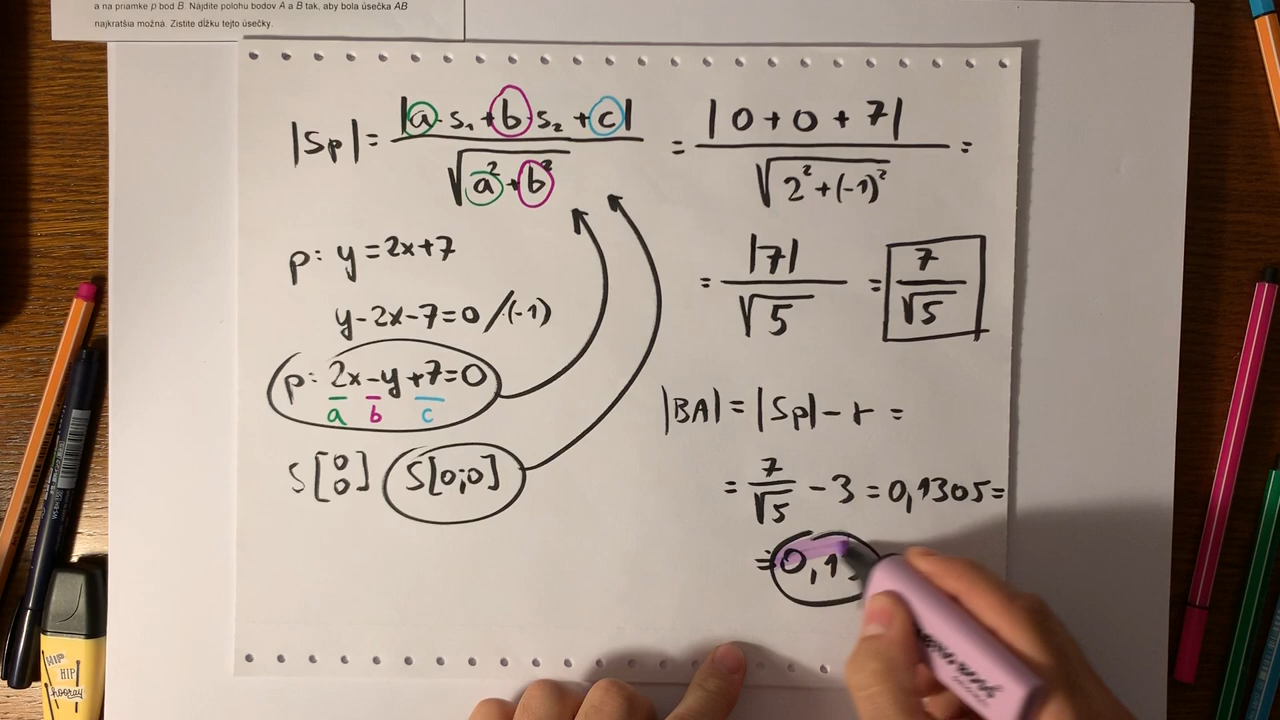 a na priamke p bod B. Nájdite polohu bodov A a B tak, aby bola úsečka AB
najkratšia možná. Zistite dĺžku tejto úsečky.
|Sp| = |a·s₁+b·s₂+c| / √(a²+b²) = |0+0+7| / √(2²+(-1)²) =
= |7| / √5 = 7/√5
p: y=2x+7
y-2x-7=0 /(-1)
p: 2x-y+7=0
a b c
S[0 0] S[0;0]
|BA| = |Sp| - r =
= 7/√5 - 3 = 0,1305=
= 0,1
HIP
HIP
hooray